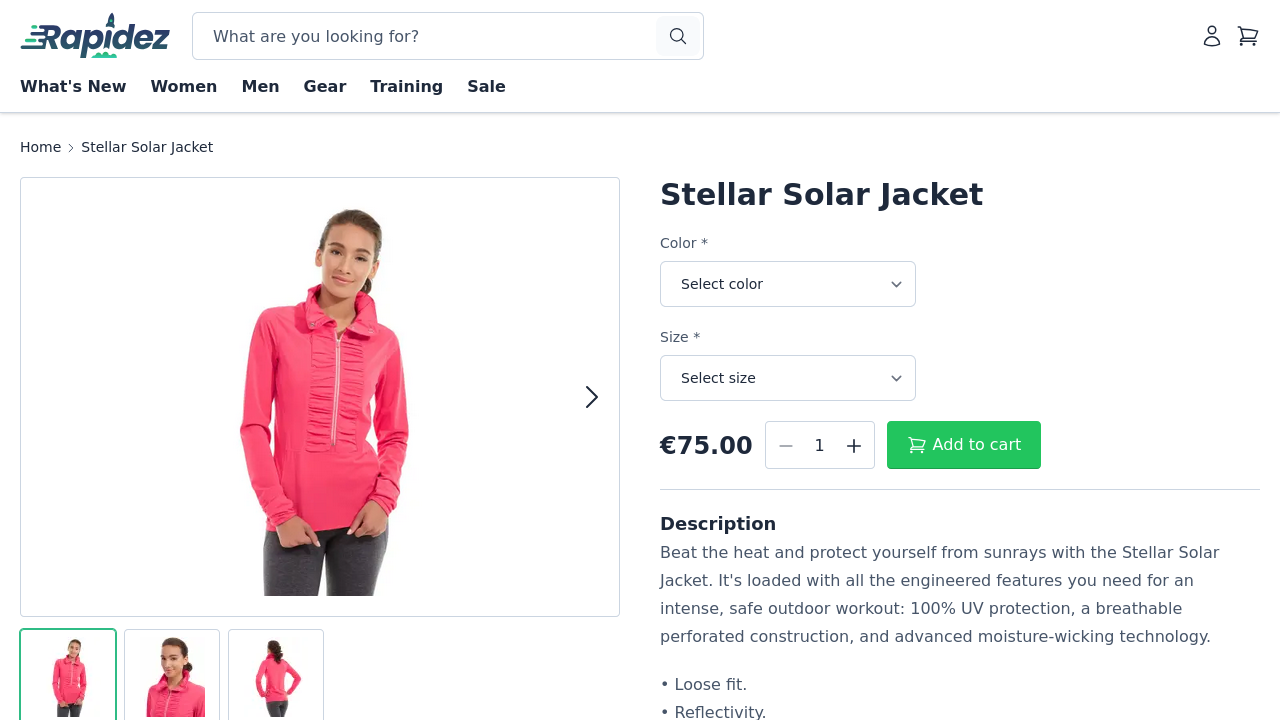 Rapidez
What are you looking for?
What's New
Women
Men
Gear
Training
Sale
Home
Stellar Solar Jacket
Stellar Solar Jacket
Color *
Select color
Size *
Select size
€75.00
1
Add to cart
Description
Beat the heat and protect yourself from sunrays with the Stellar Solar
Jacket. It's loaded with all the engineered features you need for an
intense, safe outdoor workout: 100% UV protection, a breathable
perforated construction, and advanced moisture-wicking technology.
• Loose fit.
• Reflectivity.